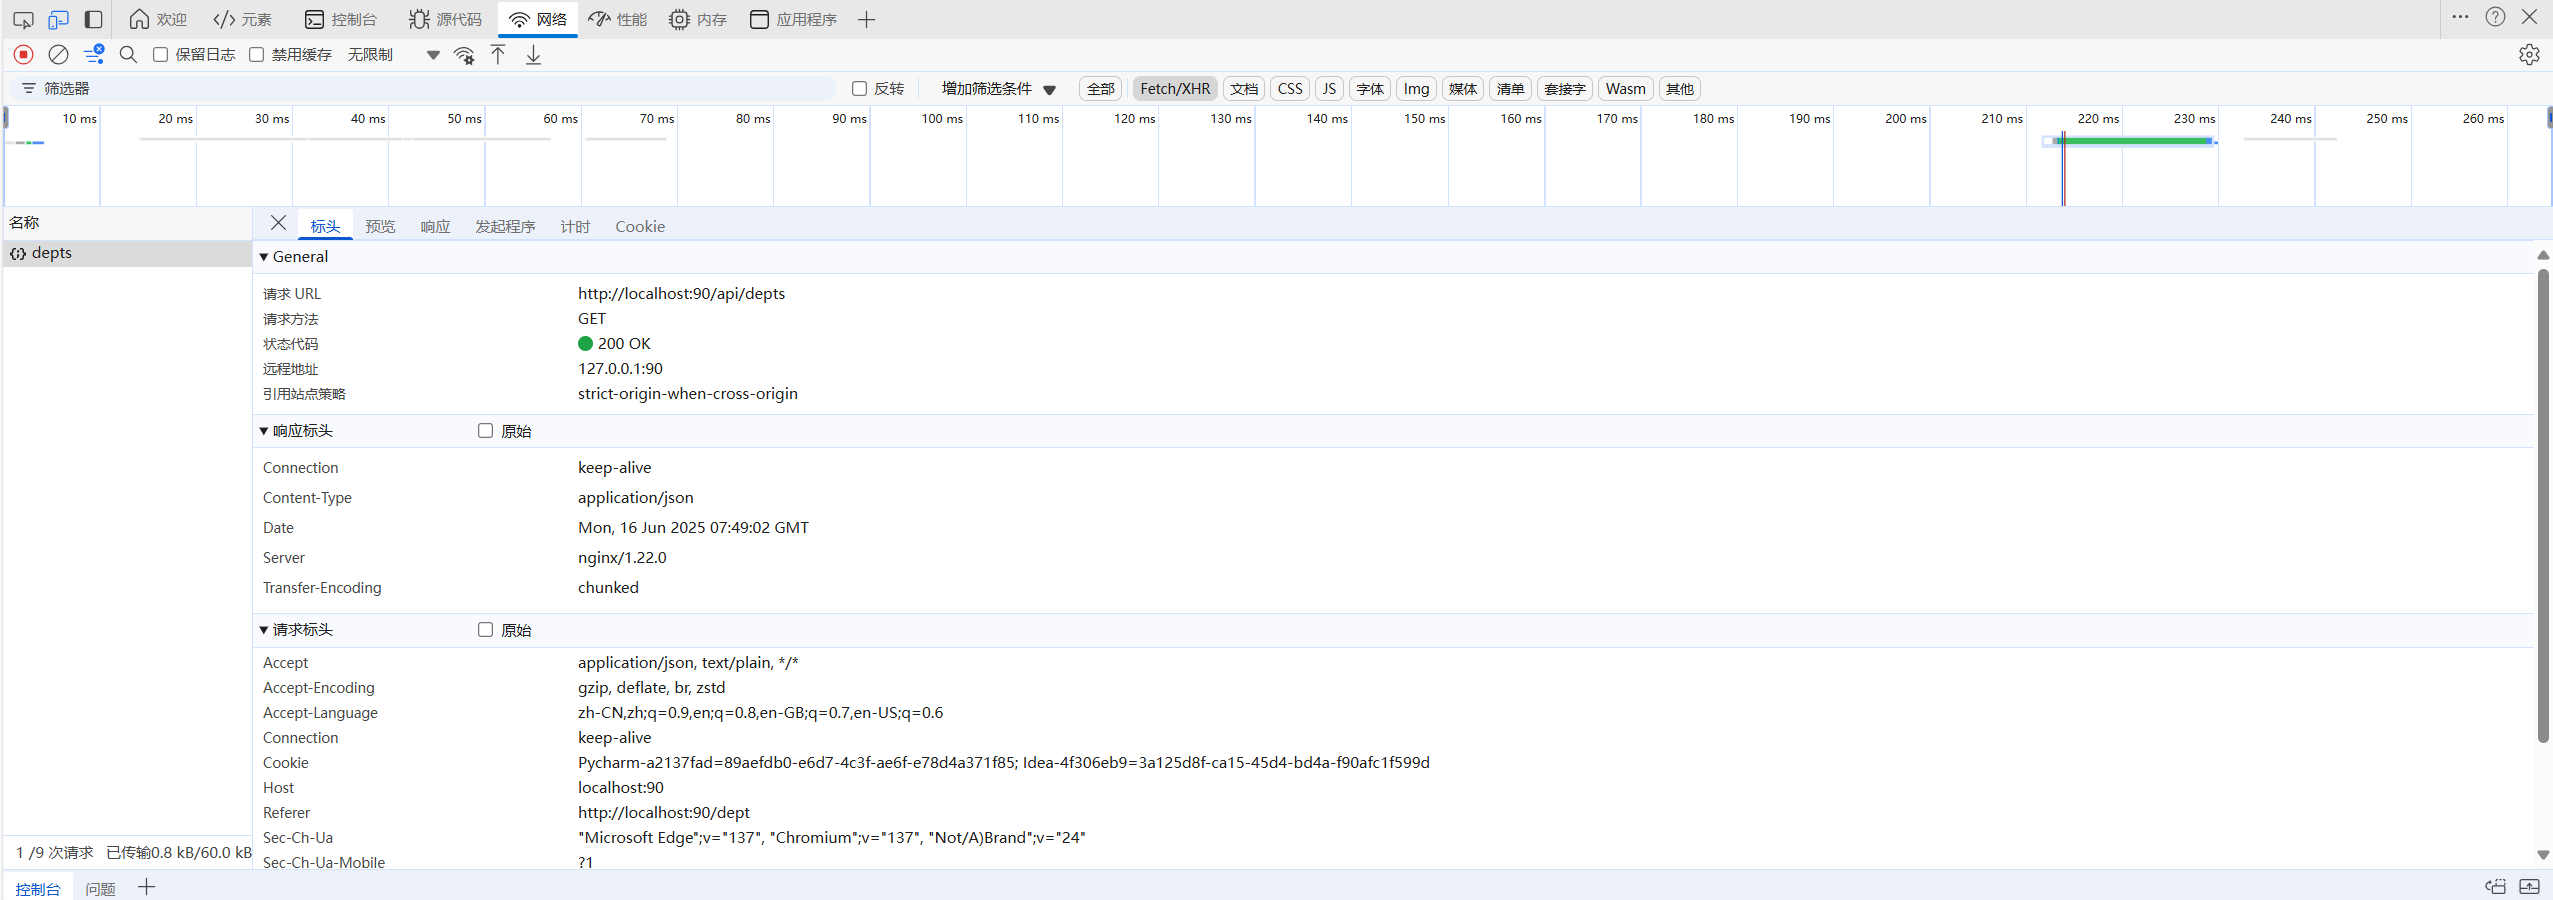 欢迎 元素 控制台 源代码 网络 性能 内存 应用程序
保留日志 禁用缓存 无限制
筛选器 反转 增加筛选条件 全部 Fetch/XHR 文档 CSS JS 字体 Img 媒体 清单 套接字 Wasm 其他
10 ms 20 ms 30 ms 40 ms 50 ms 60 ms 70 ms 80 ms 90 ms 100 ms 110 ms 120 ms 130 ms 140 ms 150 ms 160 ms 170 ms 180 ms 190 ms 200 ms 210 ms 220 ms 230 ms 240 ms 250 ms 260 ms
名称 标头 预览 响应 发起程序 计时 Cookie
depts
General
请求 URL http://localhost:90/api/depts
请求方法 GET
状态代码 200 OK
远程地址 127.0.0.1:90
引用站点策略 strict-origin-when-cross-origin
响应标头 原始
Connection keep-alive
Content-Type application/json
Date Mon, 16 Jun 2025 07:49:02 GMT
Server nginx/1.22.0
Transfer-Encoding chunked
请求标头 原始
Accept application/json, text/plain, */*
Accept-Encoding gzip, deflate, br, zstd
Accept-Language zh-CN,zh;q=0.9,en;q=0.8,en-GB;q=0.7,en-US;q=0.6
Connection keep-alive
Cookie Pycharm-a2137fad=89aefdb0-e6d7-4c3f-ae6f-e78d4a371f85; Idea-4f306eb9=3a125d8f-ca15-45d4-bd4a-f90afc1f599d
Host localhost:90
Referer http://localhost:90/dept
Sec-Ch-Ua "Microsoft Edge";v="137", "Chromium";v="137", "Not/A)Brand";v="24"
Sec-Ch-Ua-Mobile ?1
1 /9 次请求 已传输0.8 kB/60.0 kB
控制台 问题